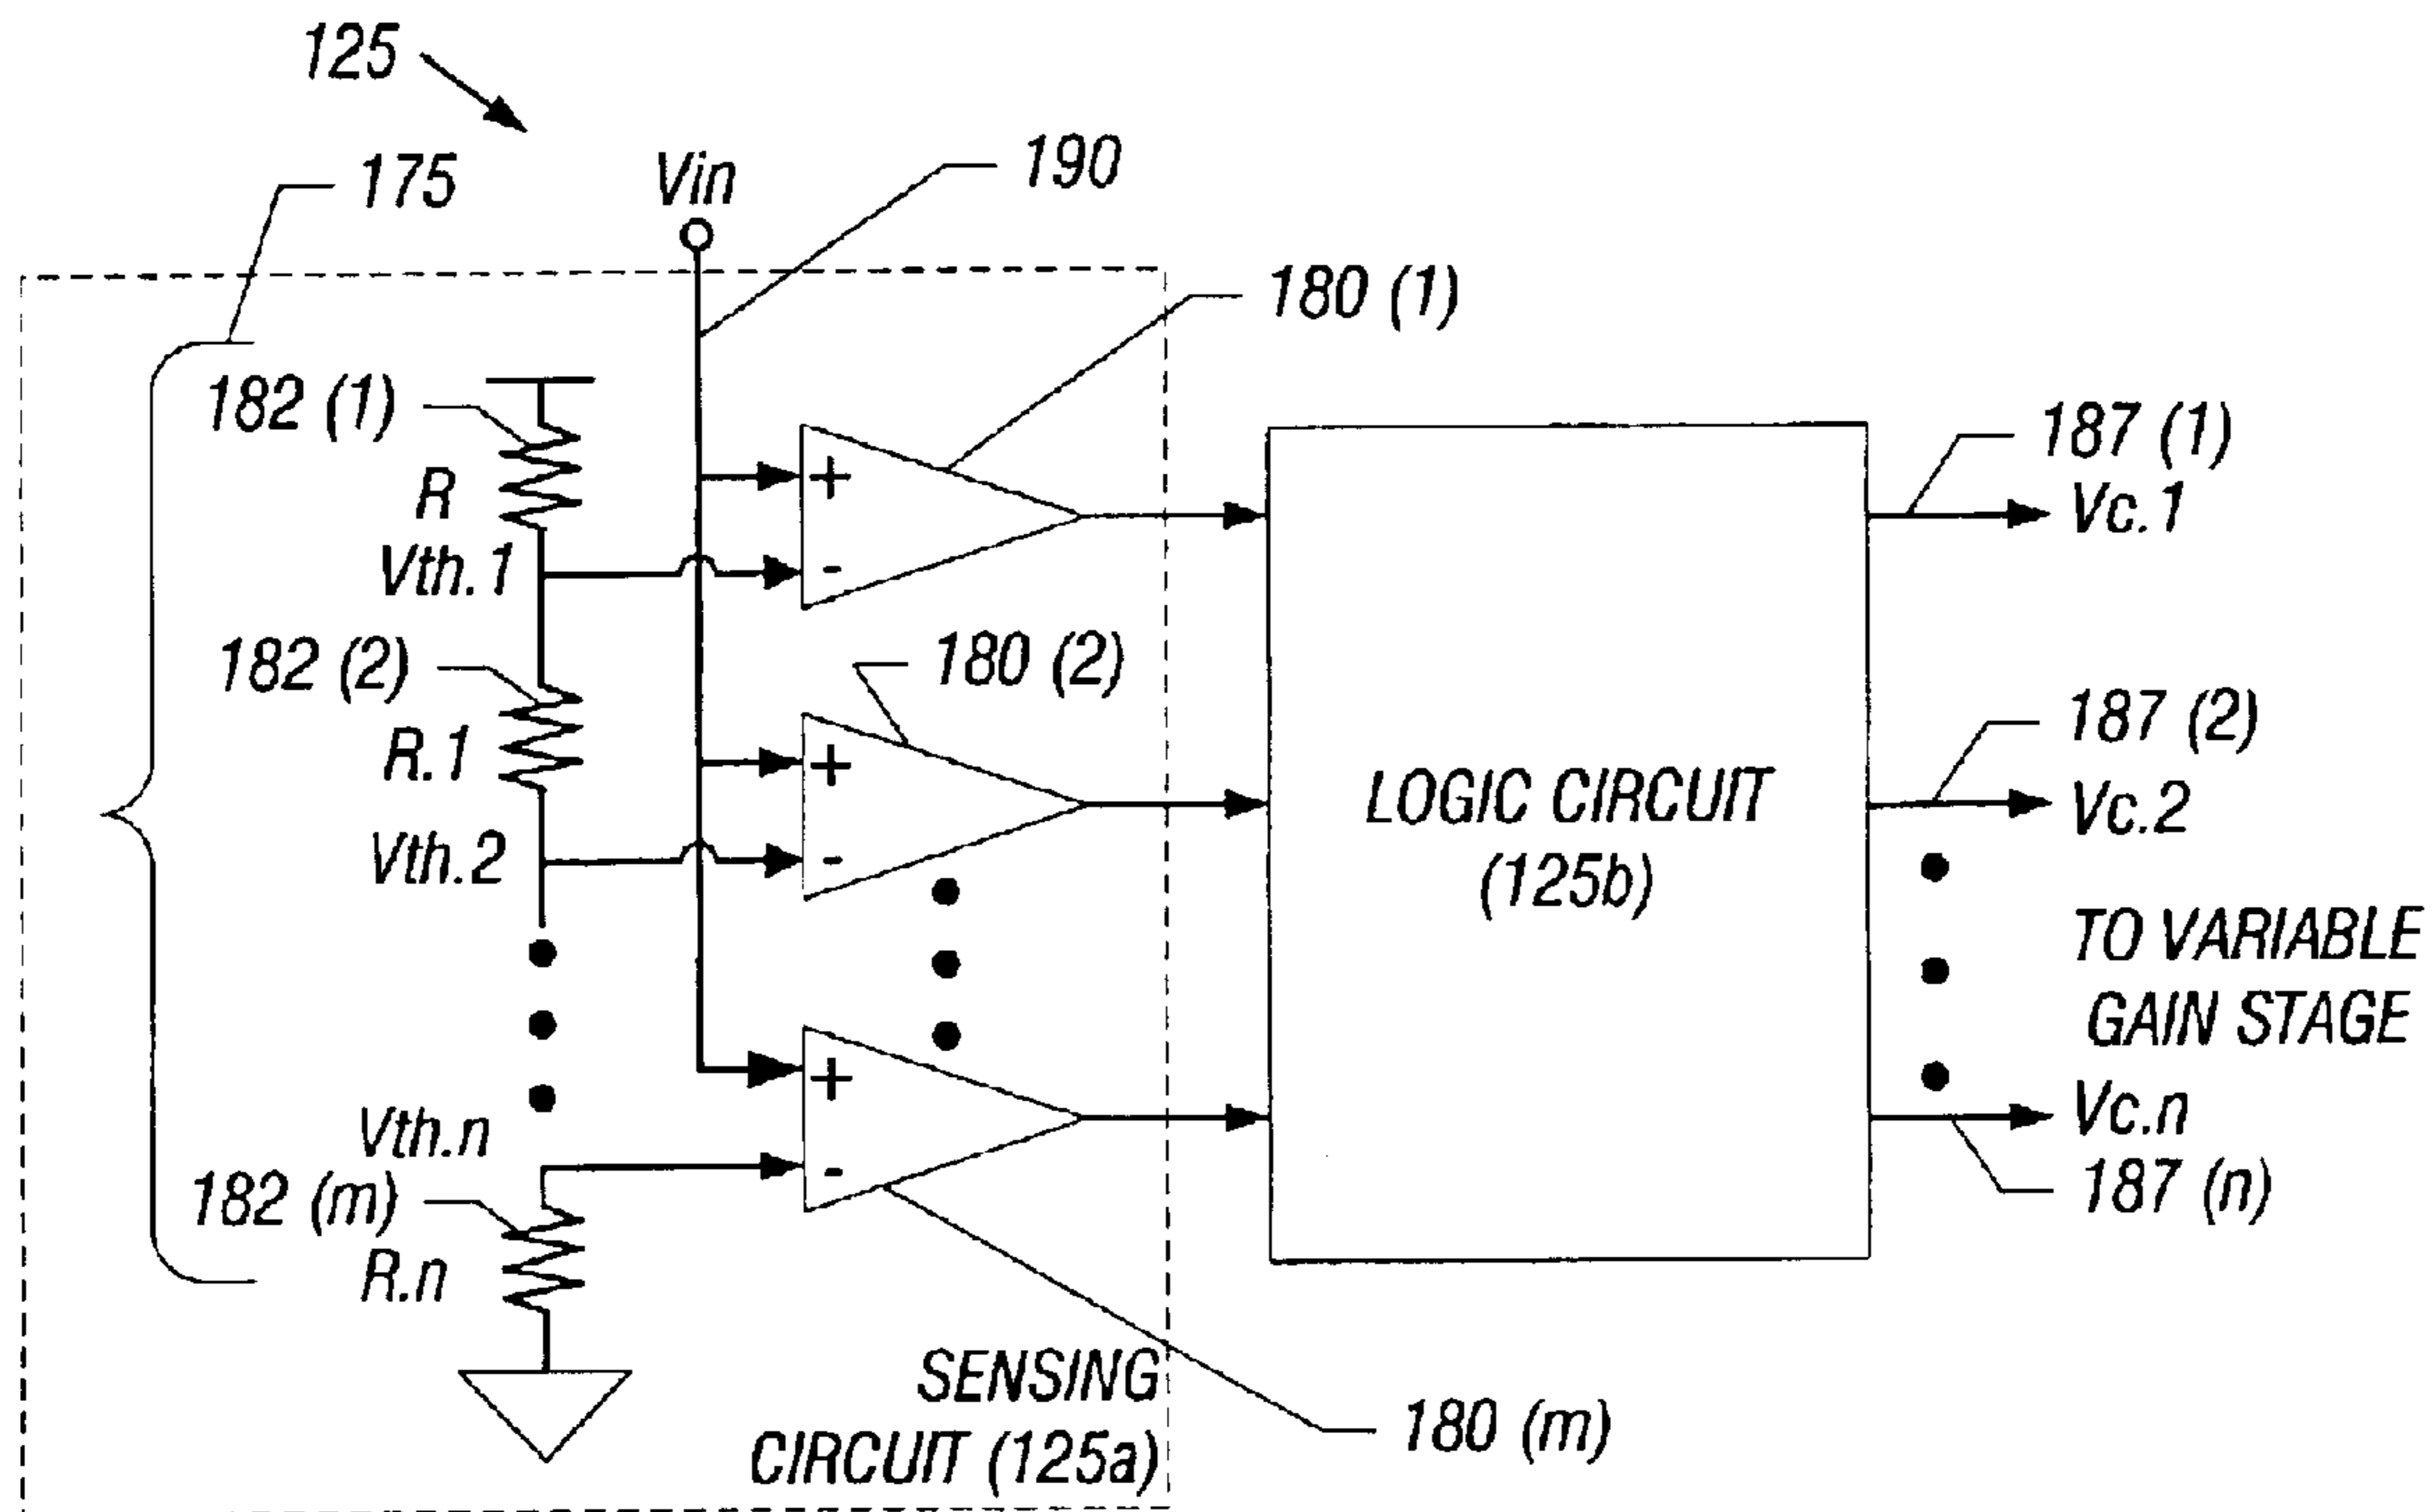 125
175
Vin
190
180 (1)
182 (1)
R
+
187 (1)
Vc.1
Vth.1
-
182 (2)
180 (2)
R.1
+
187 (2)
LOGIC CIRCUIT
(125b)
Vc.2
Vth.2
-
TO VARIABLE
GAIN STAGE
+
Vth.n
Vc.n
-
182 (m)
187 (n)
R.n
SENSING
CIRCUIT (125a)
180 (m)